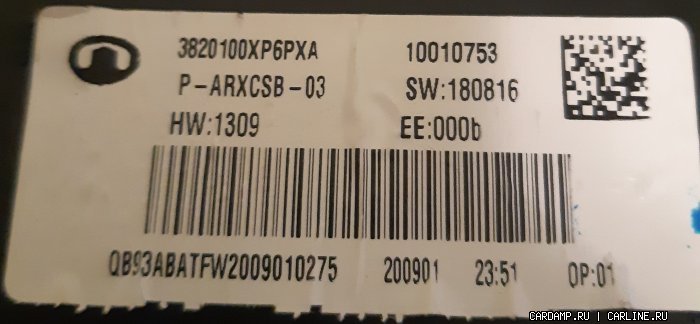 3820100XP6PXA 10010753
P-ARXCSB-03 SW:180816
HW:1309 EE:000b
QB93ABATFW2009010275 200901 23:51 OP:01
CARDAMP.RU | CARLINE.RU